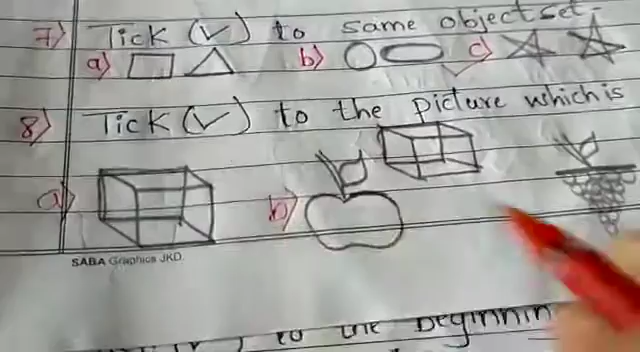 7) Tick (✓) to same object set.
a) b) c)
8) Tick (✓) to the picture which is
a) b)
SABA Graphics JKD.
) to the beginnin